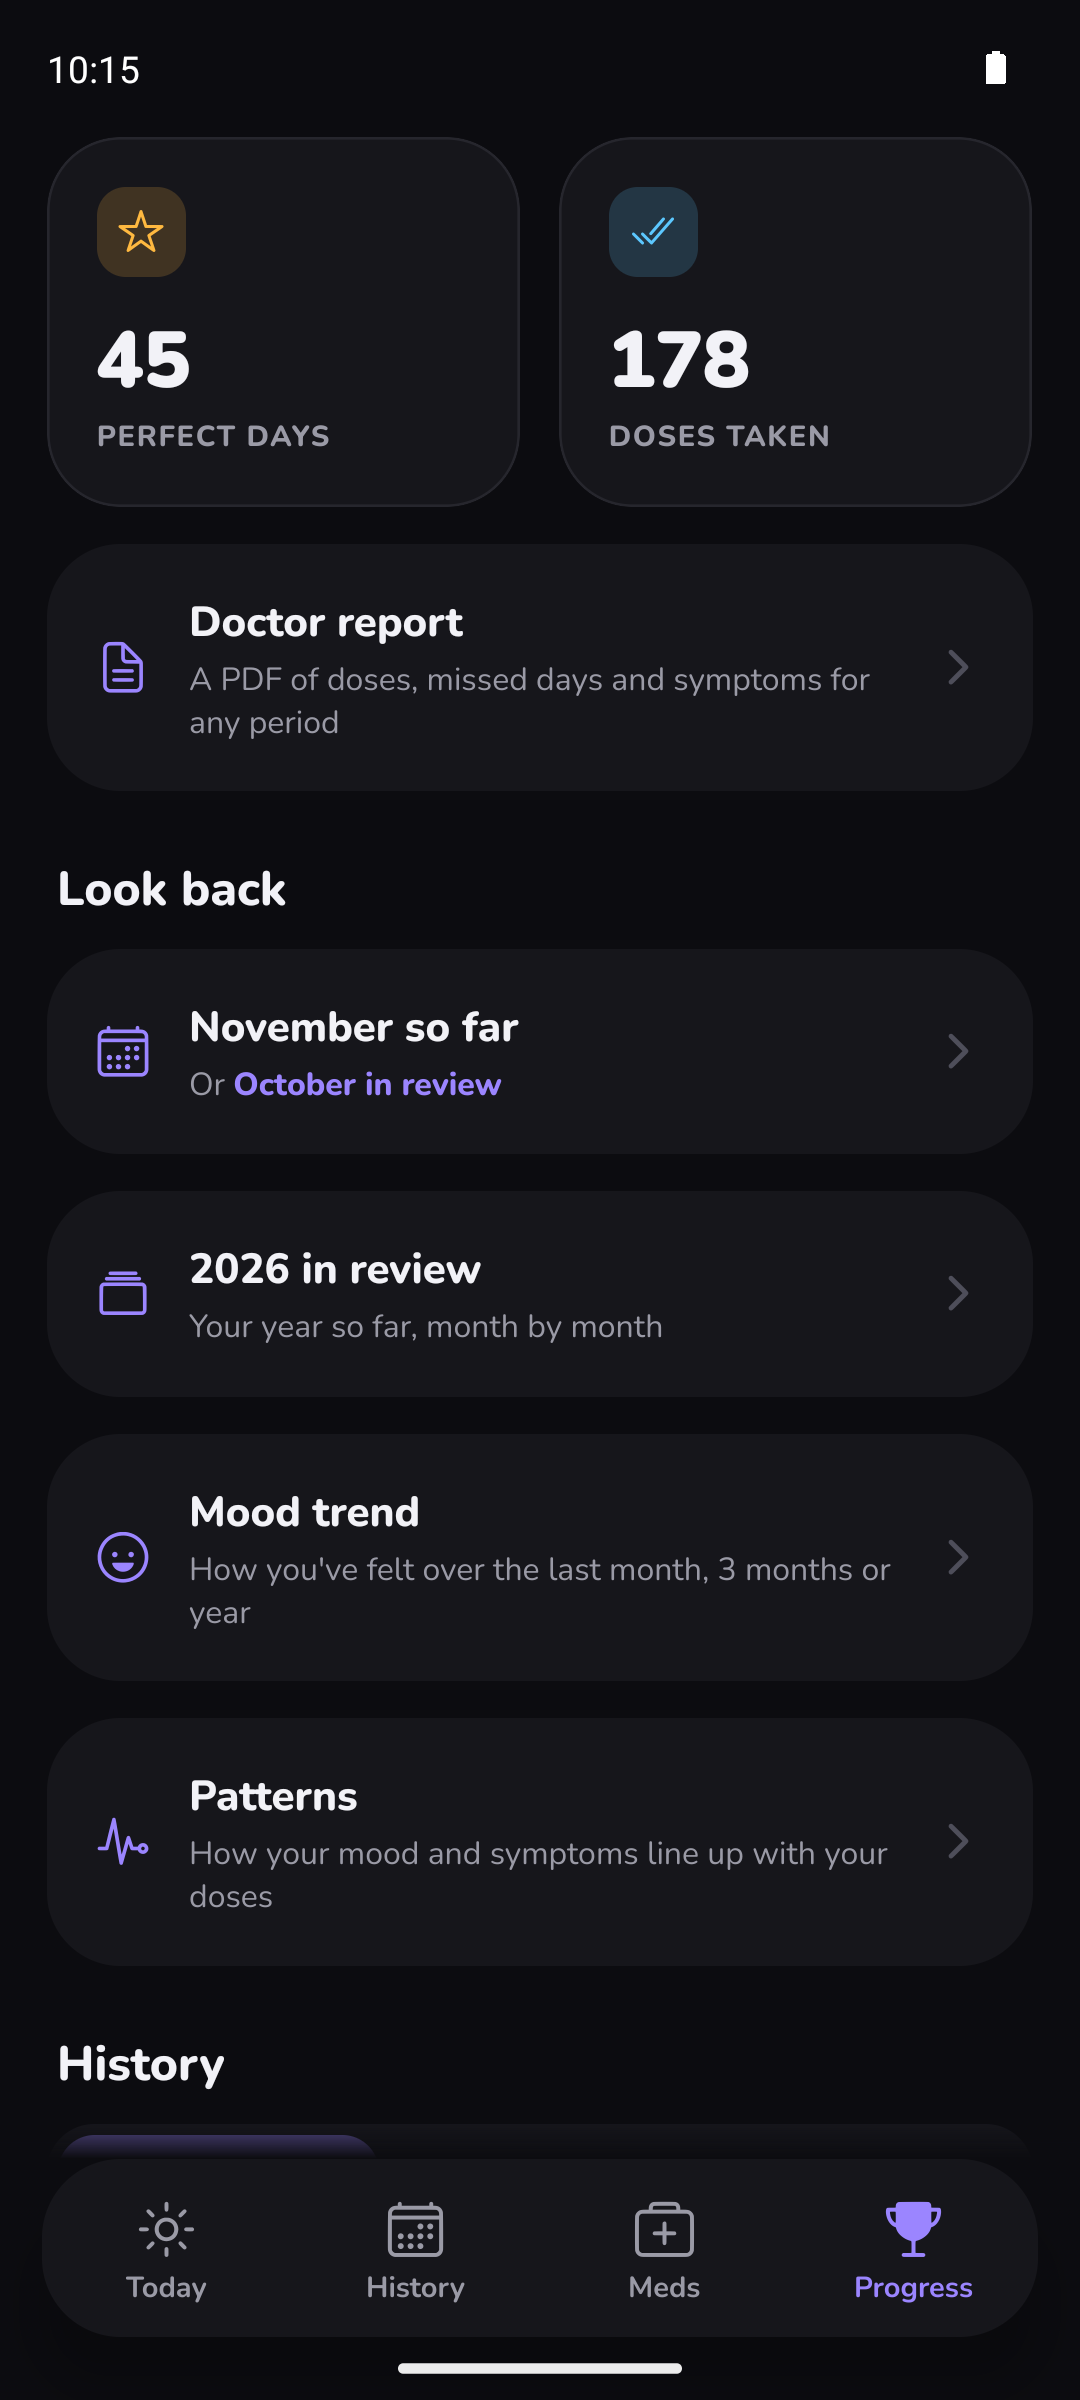 10:15
45
PERFECT DAYS
178
DOSES TAKEN
Doctor report
A PDF of doses, missed days and symptoms for
any period
Look back
November so far
Or October in review
2026 in review
Your year so far, month by month
Mood trend
How you've felt over the last month, 3 months or
year
Patterns
How your mood and symptoms line up with your
doses
History
Today
History
Meds
Progress